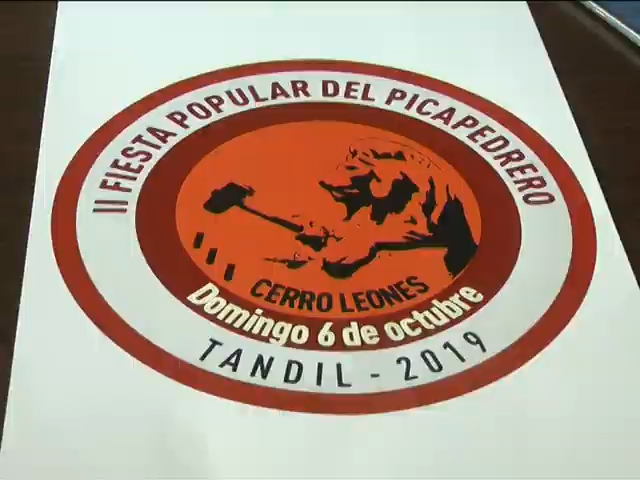 II FIESTA POPULAR DEL PICAPEDRERO
CERRO LEONES
Domingo 6 de octubre
TANDIL - 2019